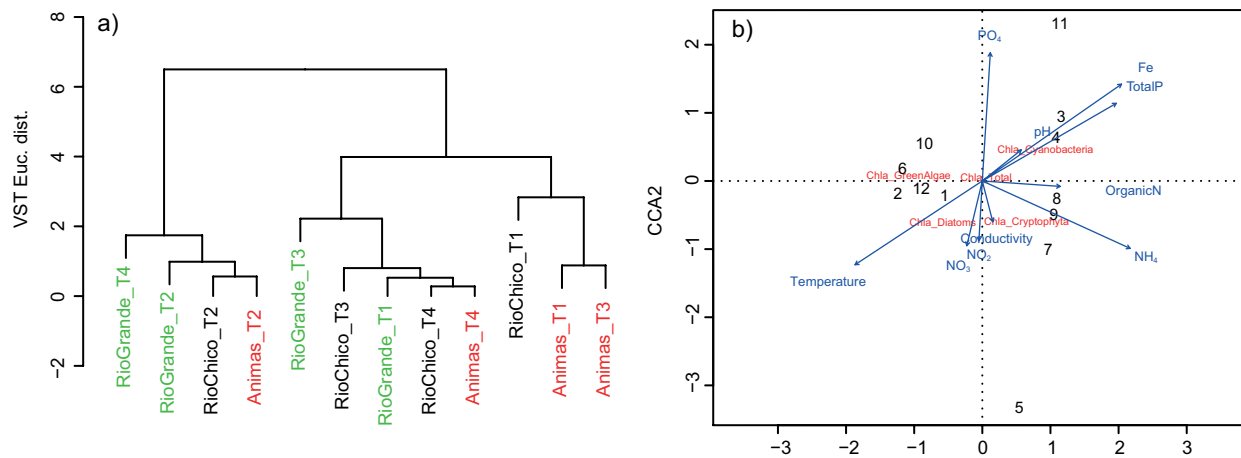 a)
VST Euc. dist.
8
6
4
2
0
−2
RioGrande_T4
RioGrande_T2
RioChico_T2
Animas_T2
RioGrande_T3
RioChico_T3
RioGrande_T1
RioChico_T4
Animas_T4
RioChico_T1
Animas_T1
Animas_T3
b)
CCA2
2
1
0
−1
−2
−3
−3
−2
−1
0
1
2
3
11
PO₄
Fe
TotalP
3
pH
4
10
Chla_Cyanobacteria
6
Chla_GreenAlgae
Chla_Total
2
12
1
8
OrganicN
9
Chla_Diatoms
Chla_Cryptophyta
Conductivity
7
NO₂
NH₄
NO₃
Temperature
5